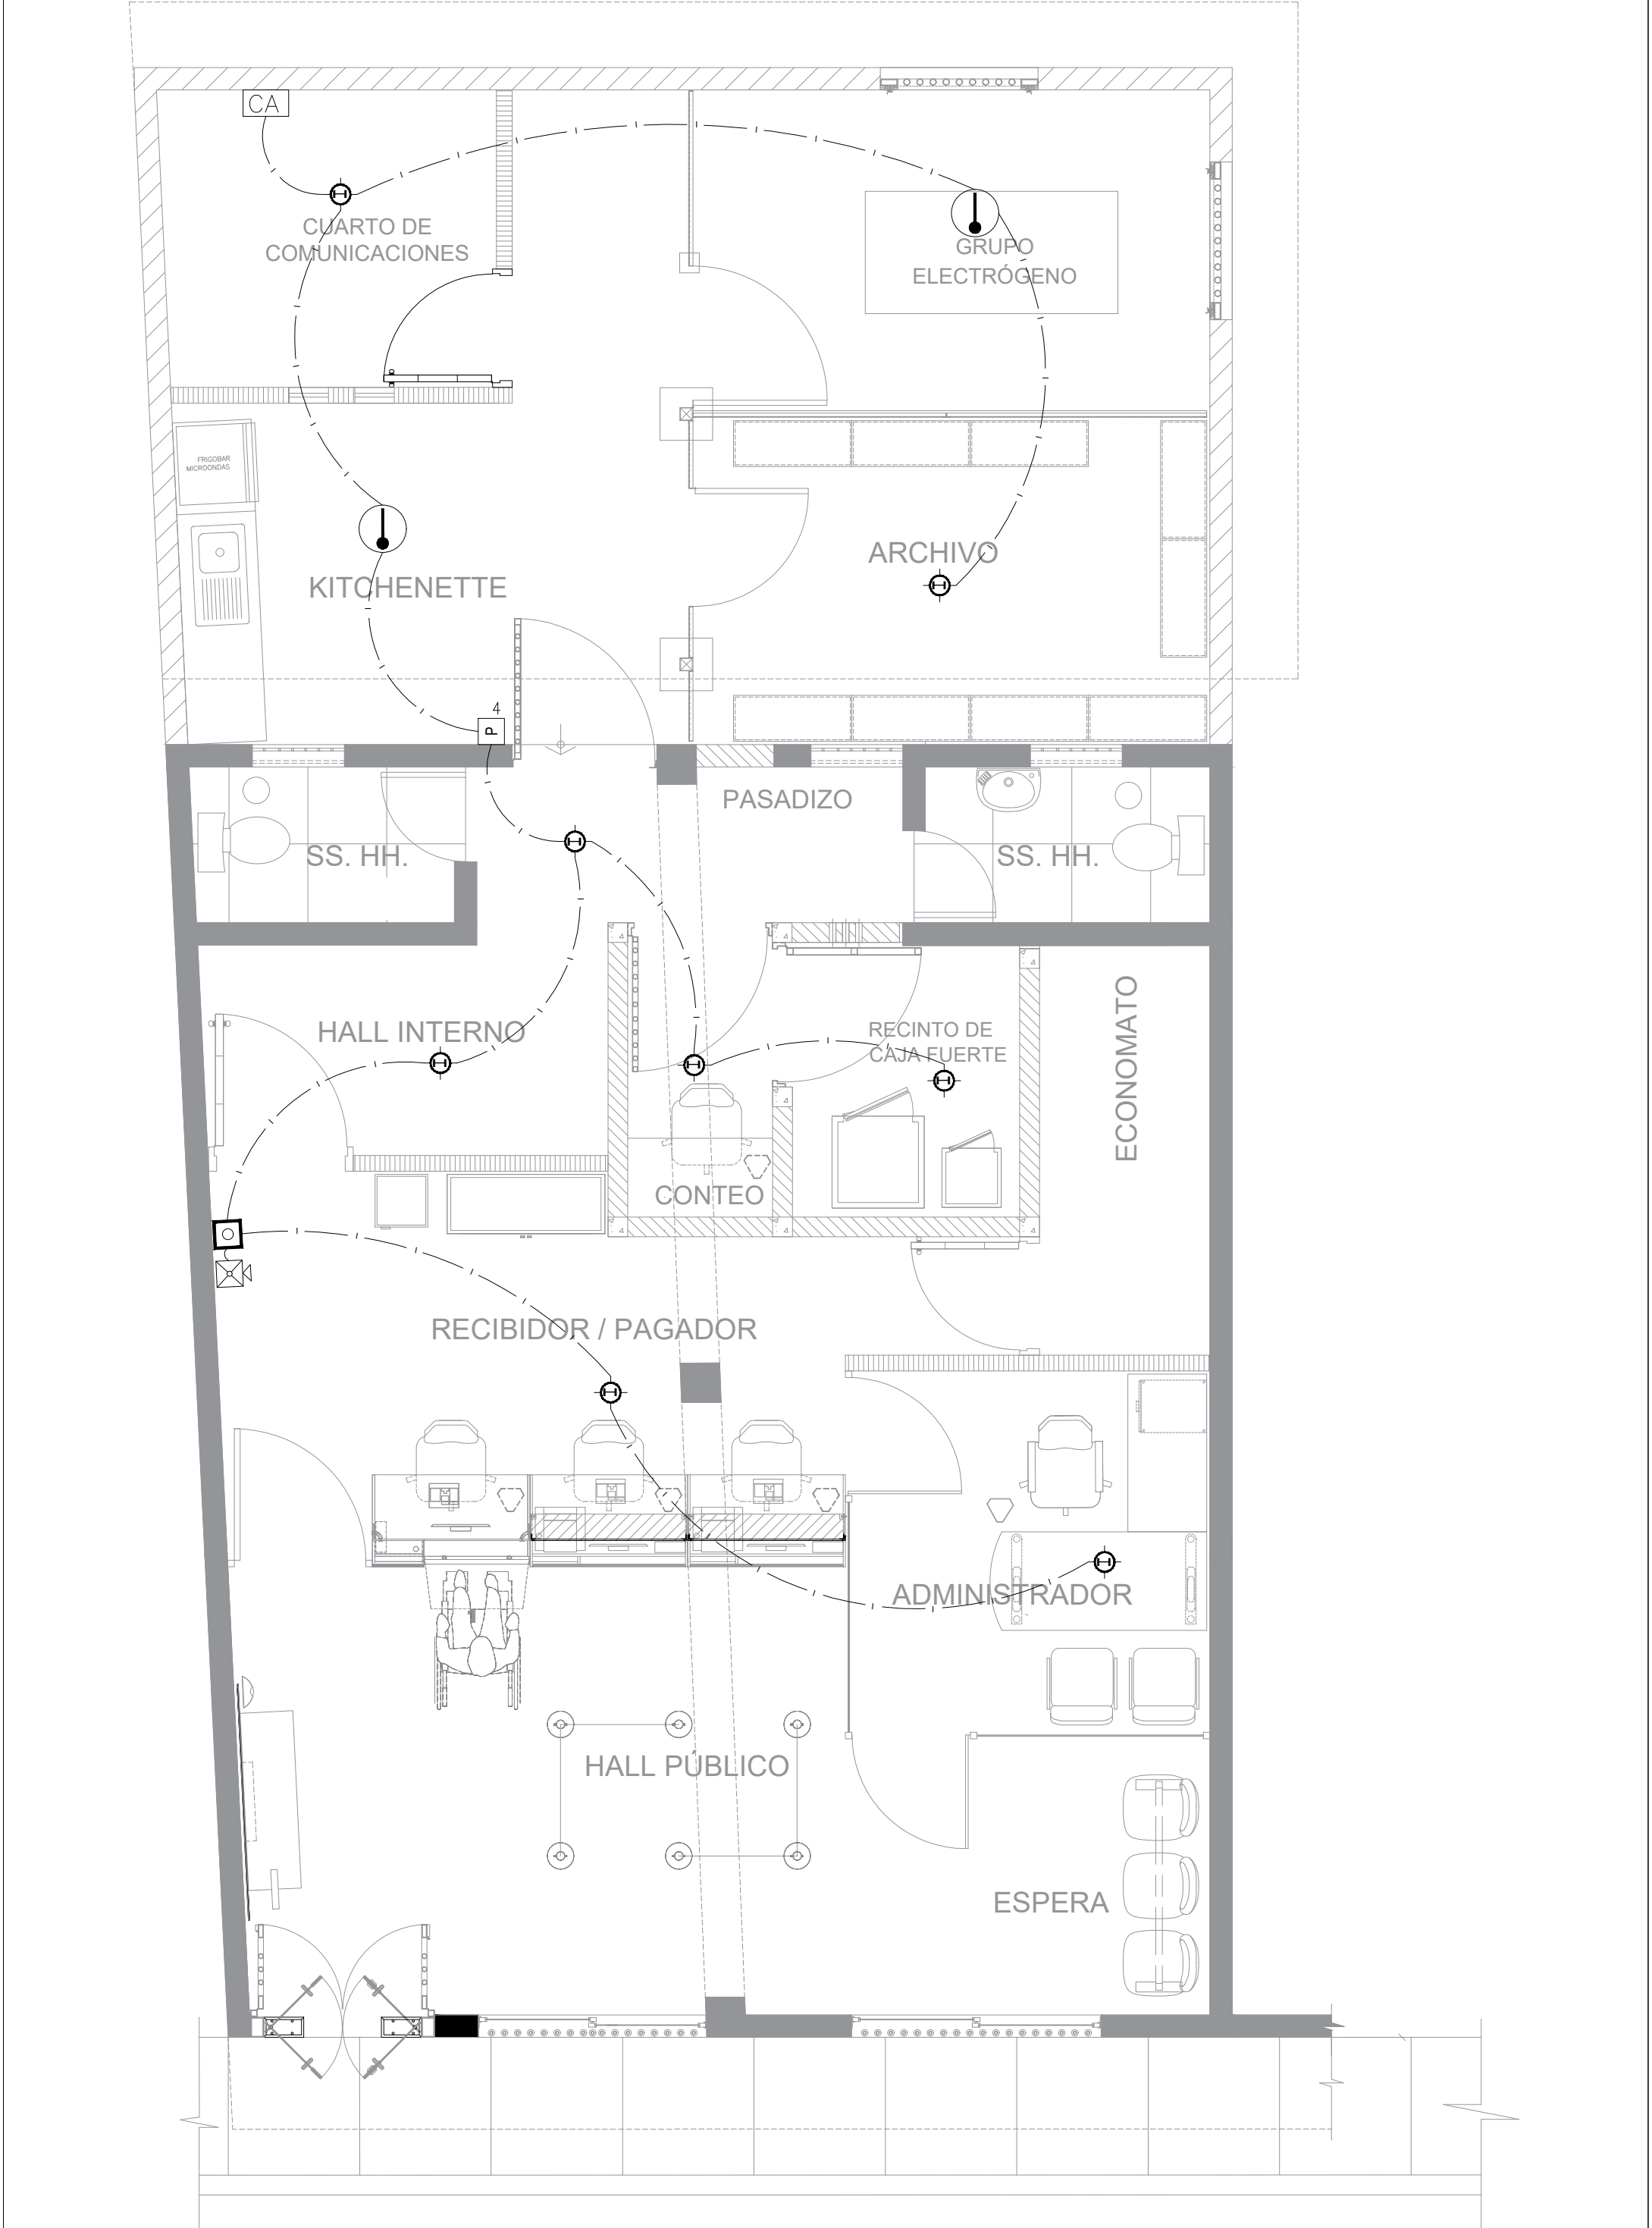 CA
CUARTO DE
COMUNICACIONES
GRUPO
ELECTRÓGENO
FRIGOBAR
MICROONDAS
ARCHIVO
KITCHENETTE
4
P
PASADIZO
SS. HH.
SS. HH.
HALL INTERNO
RECINTO DE
CAJA FUERTE
ECONOMATO
CONTEO
RECIBIDOR / PAGADOR
ADMINISTRADOR
HALL PÚBLICO
ESPERA